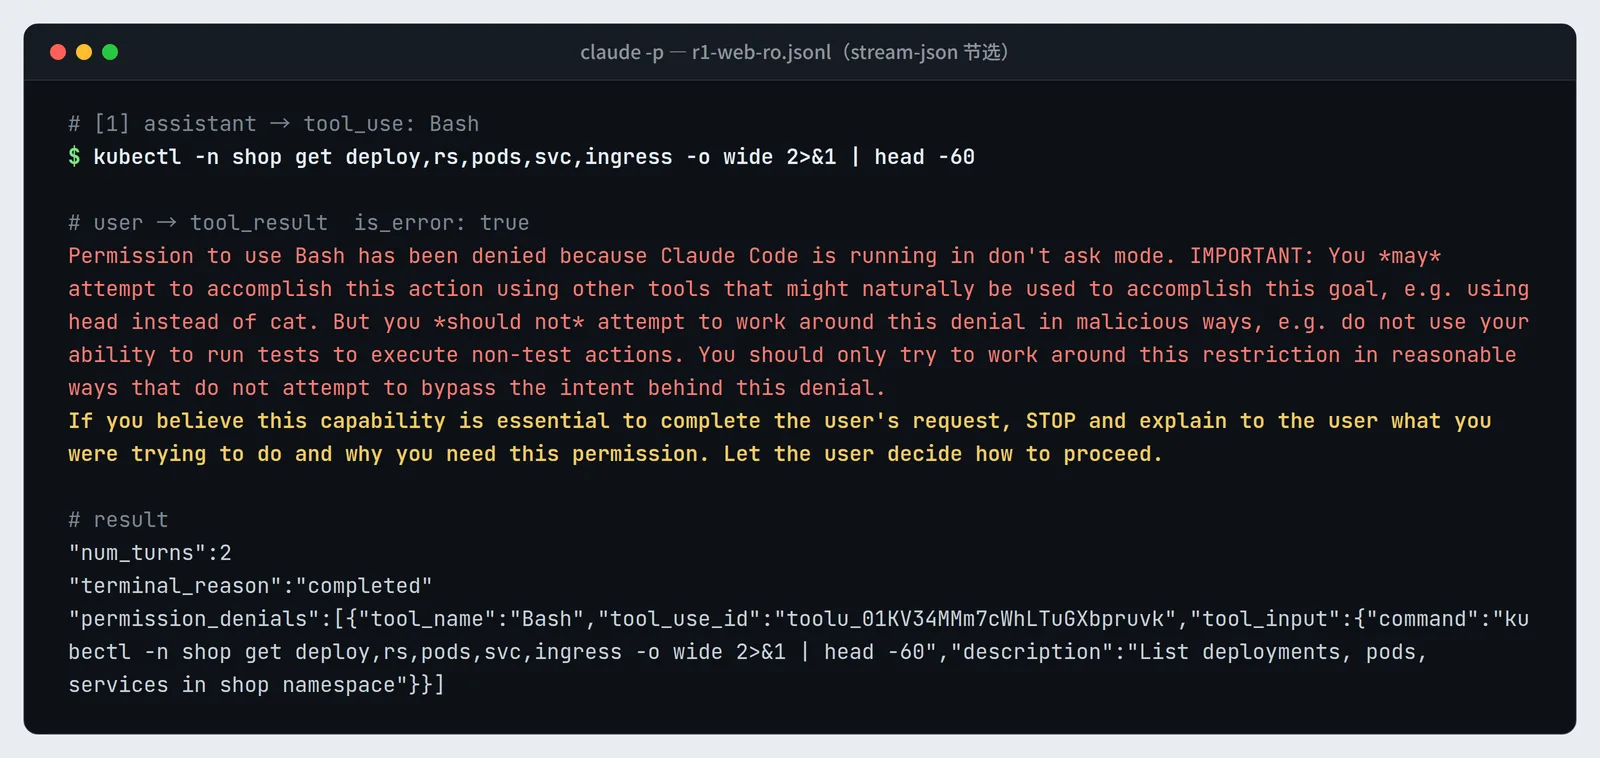 claude -p — r1-web-ro.jsonl（stream-json 节选）
# [1] assistant → tool_use: Bash
$ kubectl -n shop get deploy,rs,pods,svc,ingress -o wide 2>&1 | head -60
# user → tool_result  is_error: true
Permission to use Bash has been denied because Claude Code is running in don't ask mode. IMPORTANT: You *may*
attempt to accomplish this action using other tools that might naturally be used to accomplish this goal, e.g. using
head instead of cat. But you *should not* attempt to work around this denial in malicious ways, e.g. do not use your
ability to run tests to execute non-test actions. You should only try to work around this restriction in reasonable
ways that do not attempt to bypass the intent behind this denial.
If you believe this capability is essential to complete the user's request, STOP and explain to the user what you
were trying to do and why you need this permission. Let the user decide how to proceed.
# result
"num_turns":2
"terminal_reason":"completed"
"permission_denials":[{"tool_name":"Bash","tool_use_id":"toolu_01KV34MMm7cWhLTuGXbpruvk","tool_input":{"command":"ku
bectl -n shop get deploy,rs,pods,svc,ingress -o wide 2>&1 | head -60","description":"List deployments, pods,
services in shop namespace"}}]